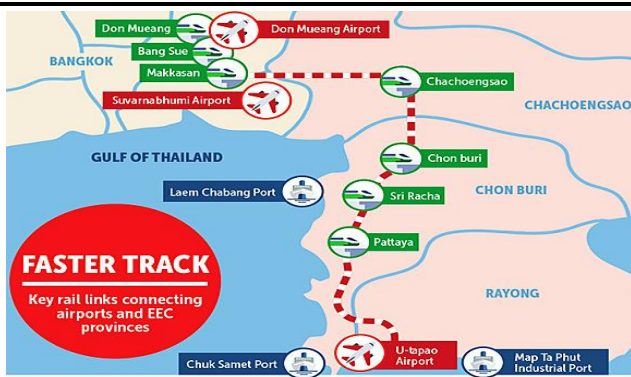 Don Mueang
Don Mueang Airport
Bang Sue
BANGKOK
Makkasan
Chachoengsao
Suvarnabhumi Airport
CHACHOENGSAO
GULF OF THAILAND
Chon buri
Laem Chabang Port
Sri Racha
CHON BURI
Pattaya
FASTER TRACK
Key rail links connecting
airports and EEC
provinces
RAYONG
Chuk Samet Port
U-tapao
Airport
Map Ta Phut
Industrial Port